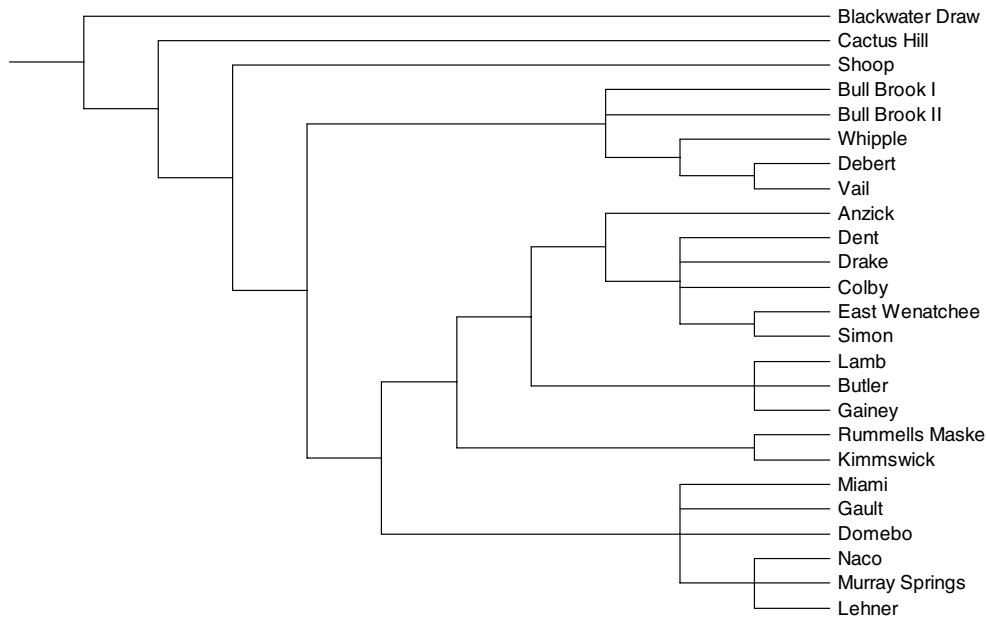 Blackwater Draw
Cactus Hill
Shoop
Bull Brook I
Bull Brook II
Whipple
Debert
Vail
Anzick
Dent
Drake
Colby
East Wenatchee
Simon
Lamb
Butler
Gainey
Rummells Maske
Kimmswick
Miami
Gault
Domebo
Naco
Murray Springs
Lehner